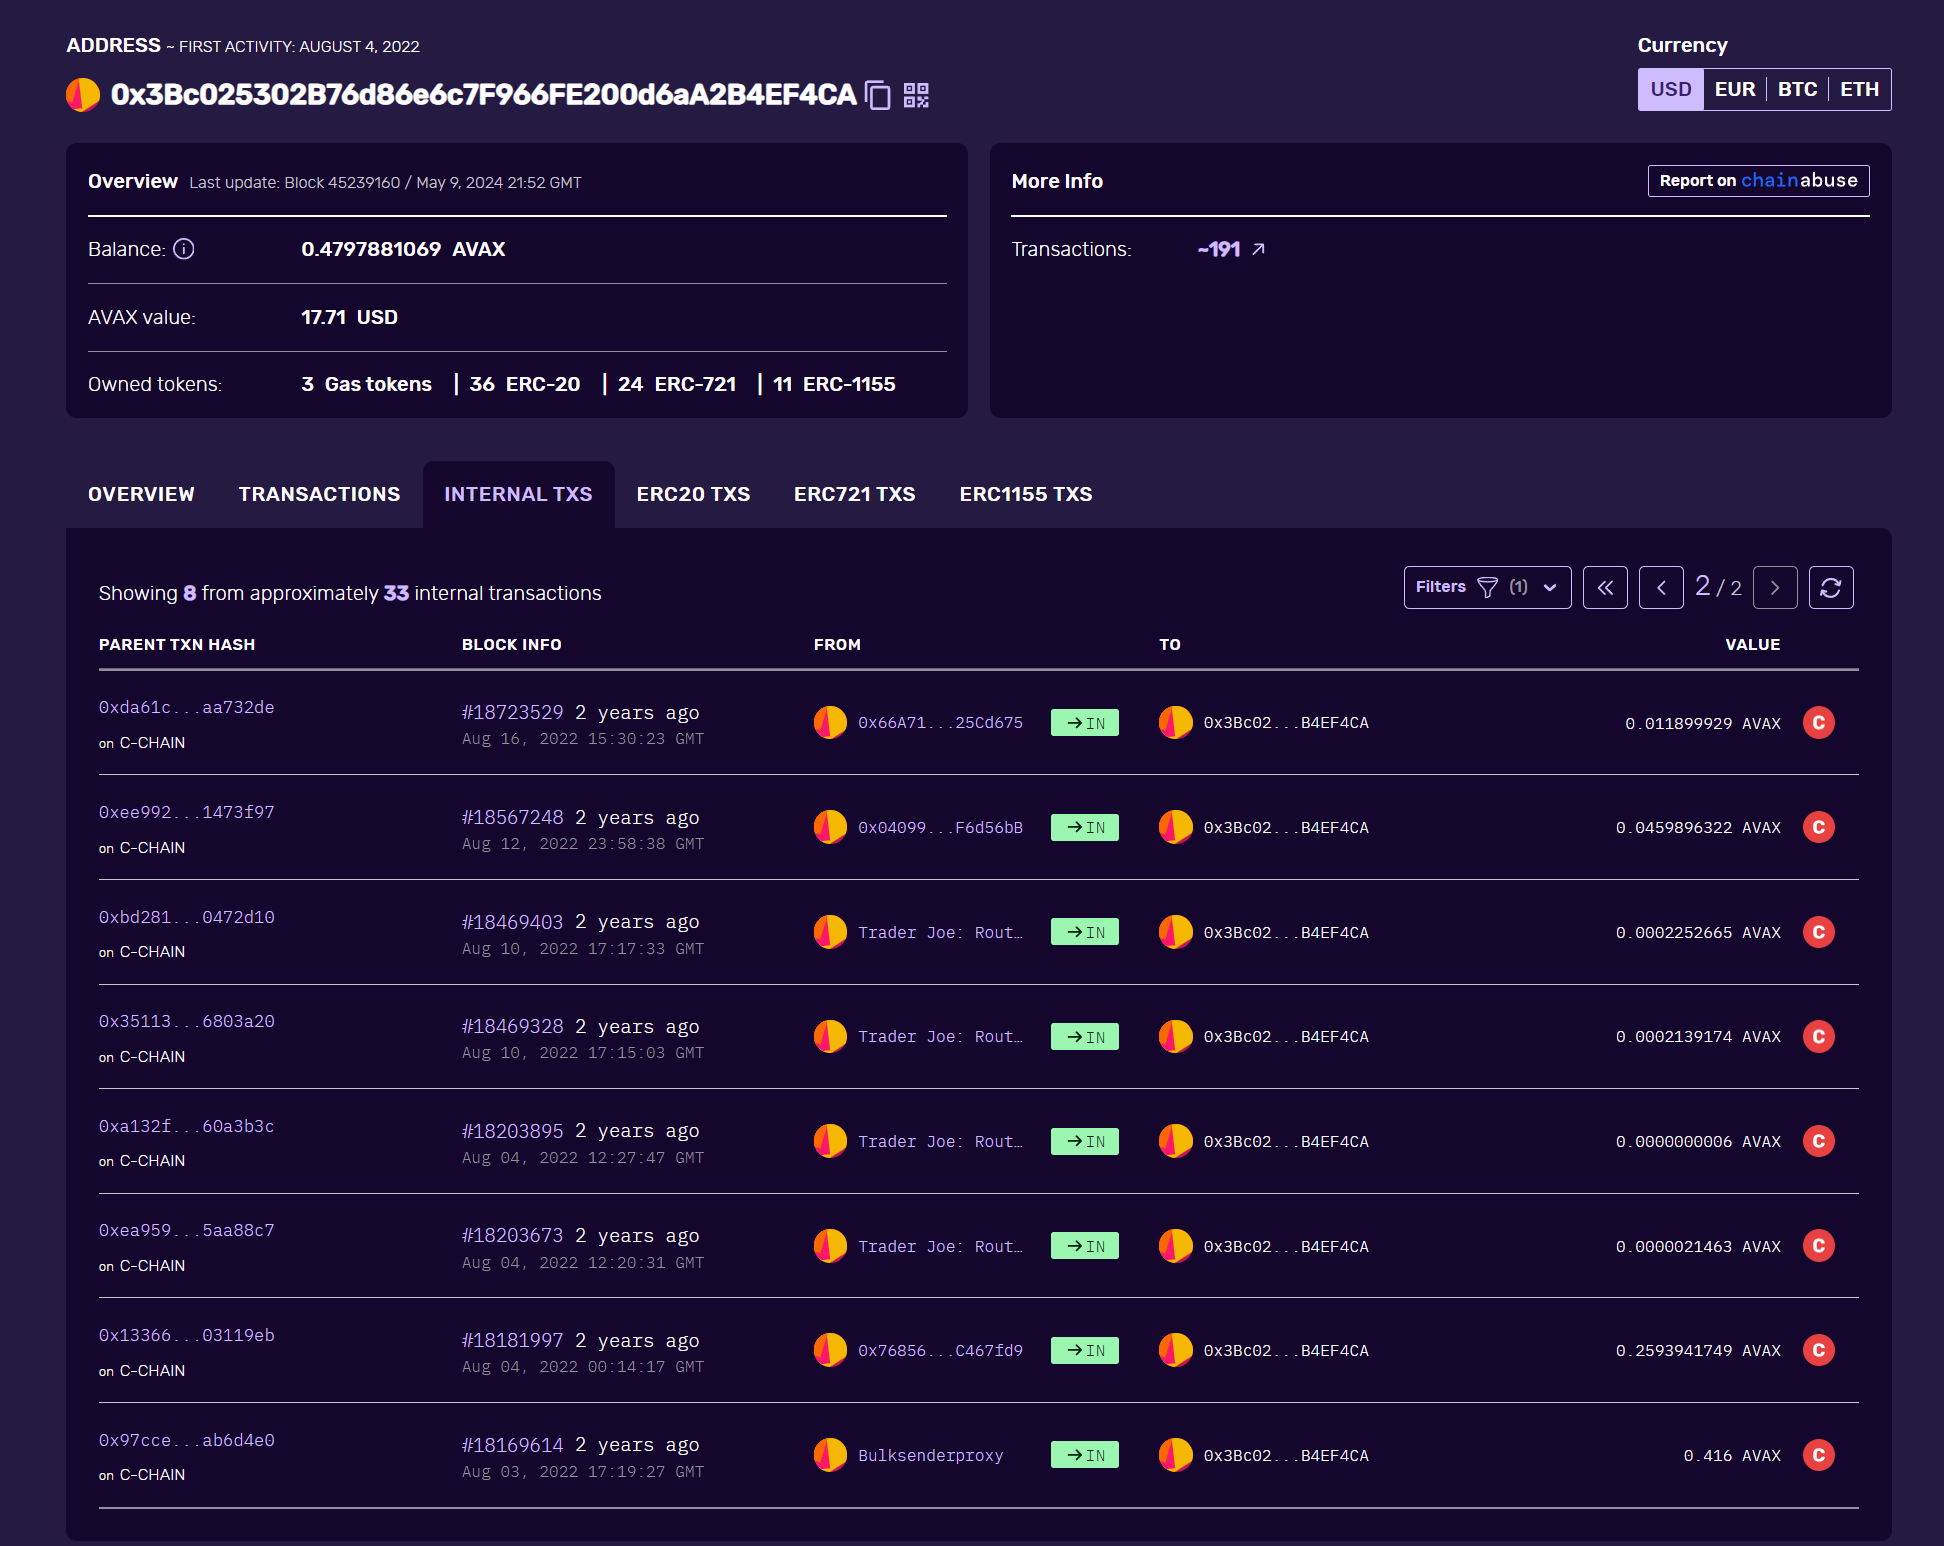 ADDRESS ~ FIRST ACTIVITY: AUGUST 4, 2022
Currency
0x3Bc025302B76d86e6c7F966FE200d6aA2B4EF4CA
USD EUR BTC ETH
Overview Last update: Block 45239160 / May 9, 2024 21:52 GMT
More Info
Report on chainabuse
Balance: 0.4797881069 AVAX
Transactions: ~191
AVAX value: 17.71 USD
Owned tokens: 3 Gas tokens | 36 ERC-20 | 24 ERC-721 | 11 ERC-1155
OVERVIEW TRANSACTIONS INTERNAL TXS ERC20 TXS ERC721 TXS ERC1155 TXS
Showing 8 from approximately 33 internal transactions
Filters (1) 2 / 2
PARENT TXN HASH BLOCK INFO FROM TO VALUE
0xda61c...aa732de #18723529 2 years ago 0x66A71...25Cd675 →IN 0x3Bc02...B4EF4CA 0.011899929 AVAX C
on C-CHAIN Aug 16, 2022 15:30:23 GMT
0xee992...1473f97 #18567248 2 years ago 0x04099...F6d56bB →IN 0x3Bc02...B4EF4CA 0.0459896322 AVAX C
on C-CHAIN Aug 12, 2022 23:58:38 GMT
0xbd281...0472d10 #18469403 2 years ago Trader Joe: Rout… →IN 0x3Bc02...B4EF4CA 0.0002252665 AVAX C
on C-CHAIN Aug 10, 2022 17:17:33 GMT
0x35113...6803a20 #18469328 2 years ago Trader Joe: Rout… →IN 0x3Bc02...B4EF4CA 0.0002139174 AVAX C
on C-CHAIN Aug 10, 2022 17:15:03 GMT
0xa132f...60a3b3c #18203895 2 years ago Trader Joe: Rout… →IN 0x3Bc02...B4EF4CA 0.0000000006 AVAX C
on C-CHAIN Aug 04, 2022 12:27:47 GMT
0xea959...5aa88c7 #18203673 2 years ago Trader Joe: Rout… →IN 0x3Bc02...B4EF4CA 0.0000021463 AVAX C
on C-CHAIN Aug 04, 2022 12:20:31 GMT
0x13366...03119eb #18181997 2 years ago 0x76856...C467fd9 →IN 0x3Bc02...B4EF4CA 0.2593941749 AVAX C
on C-CHAIN Aug 04, 2022 00:14:17 GMT
0x97cce...ab6d4e0 #18169614 2 years ago Bulksenderproxy →IN 0x3Bc02...B4EF4CA 0.416 AVAX C
on C-CHAIN Aug 03, 2022 17:19:27 GMT